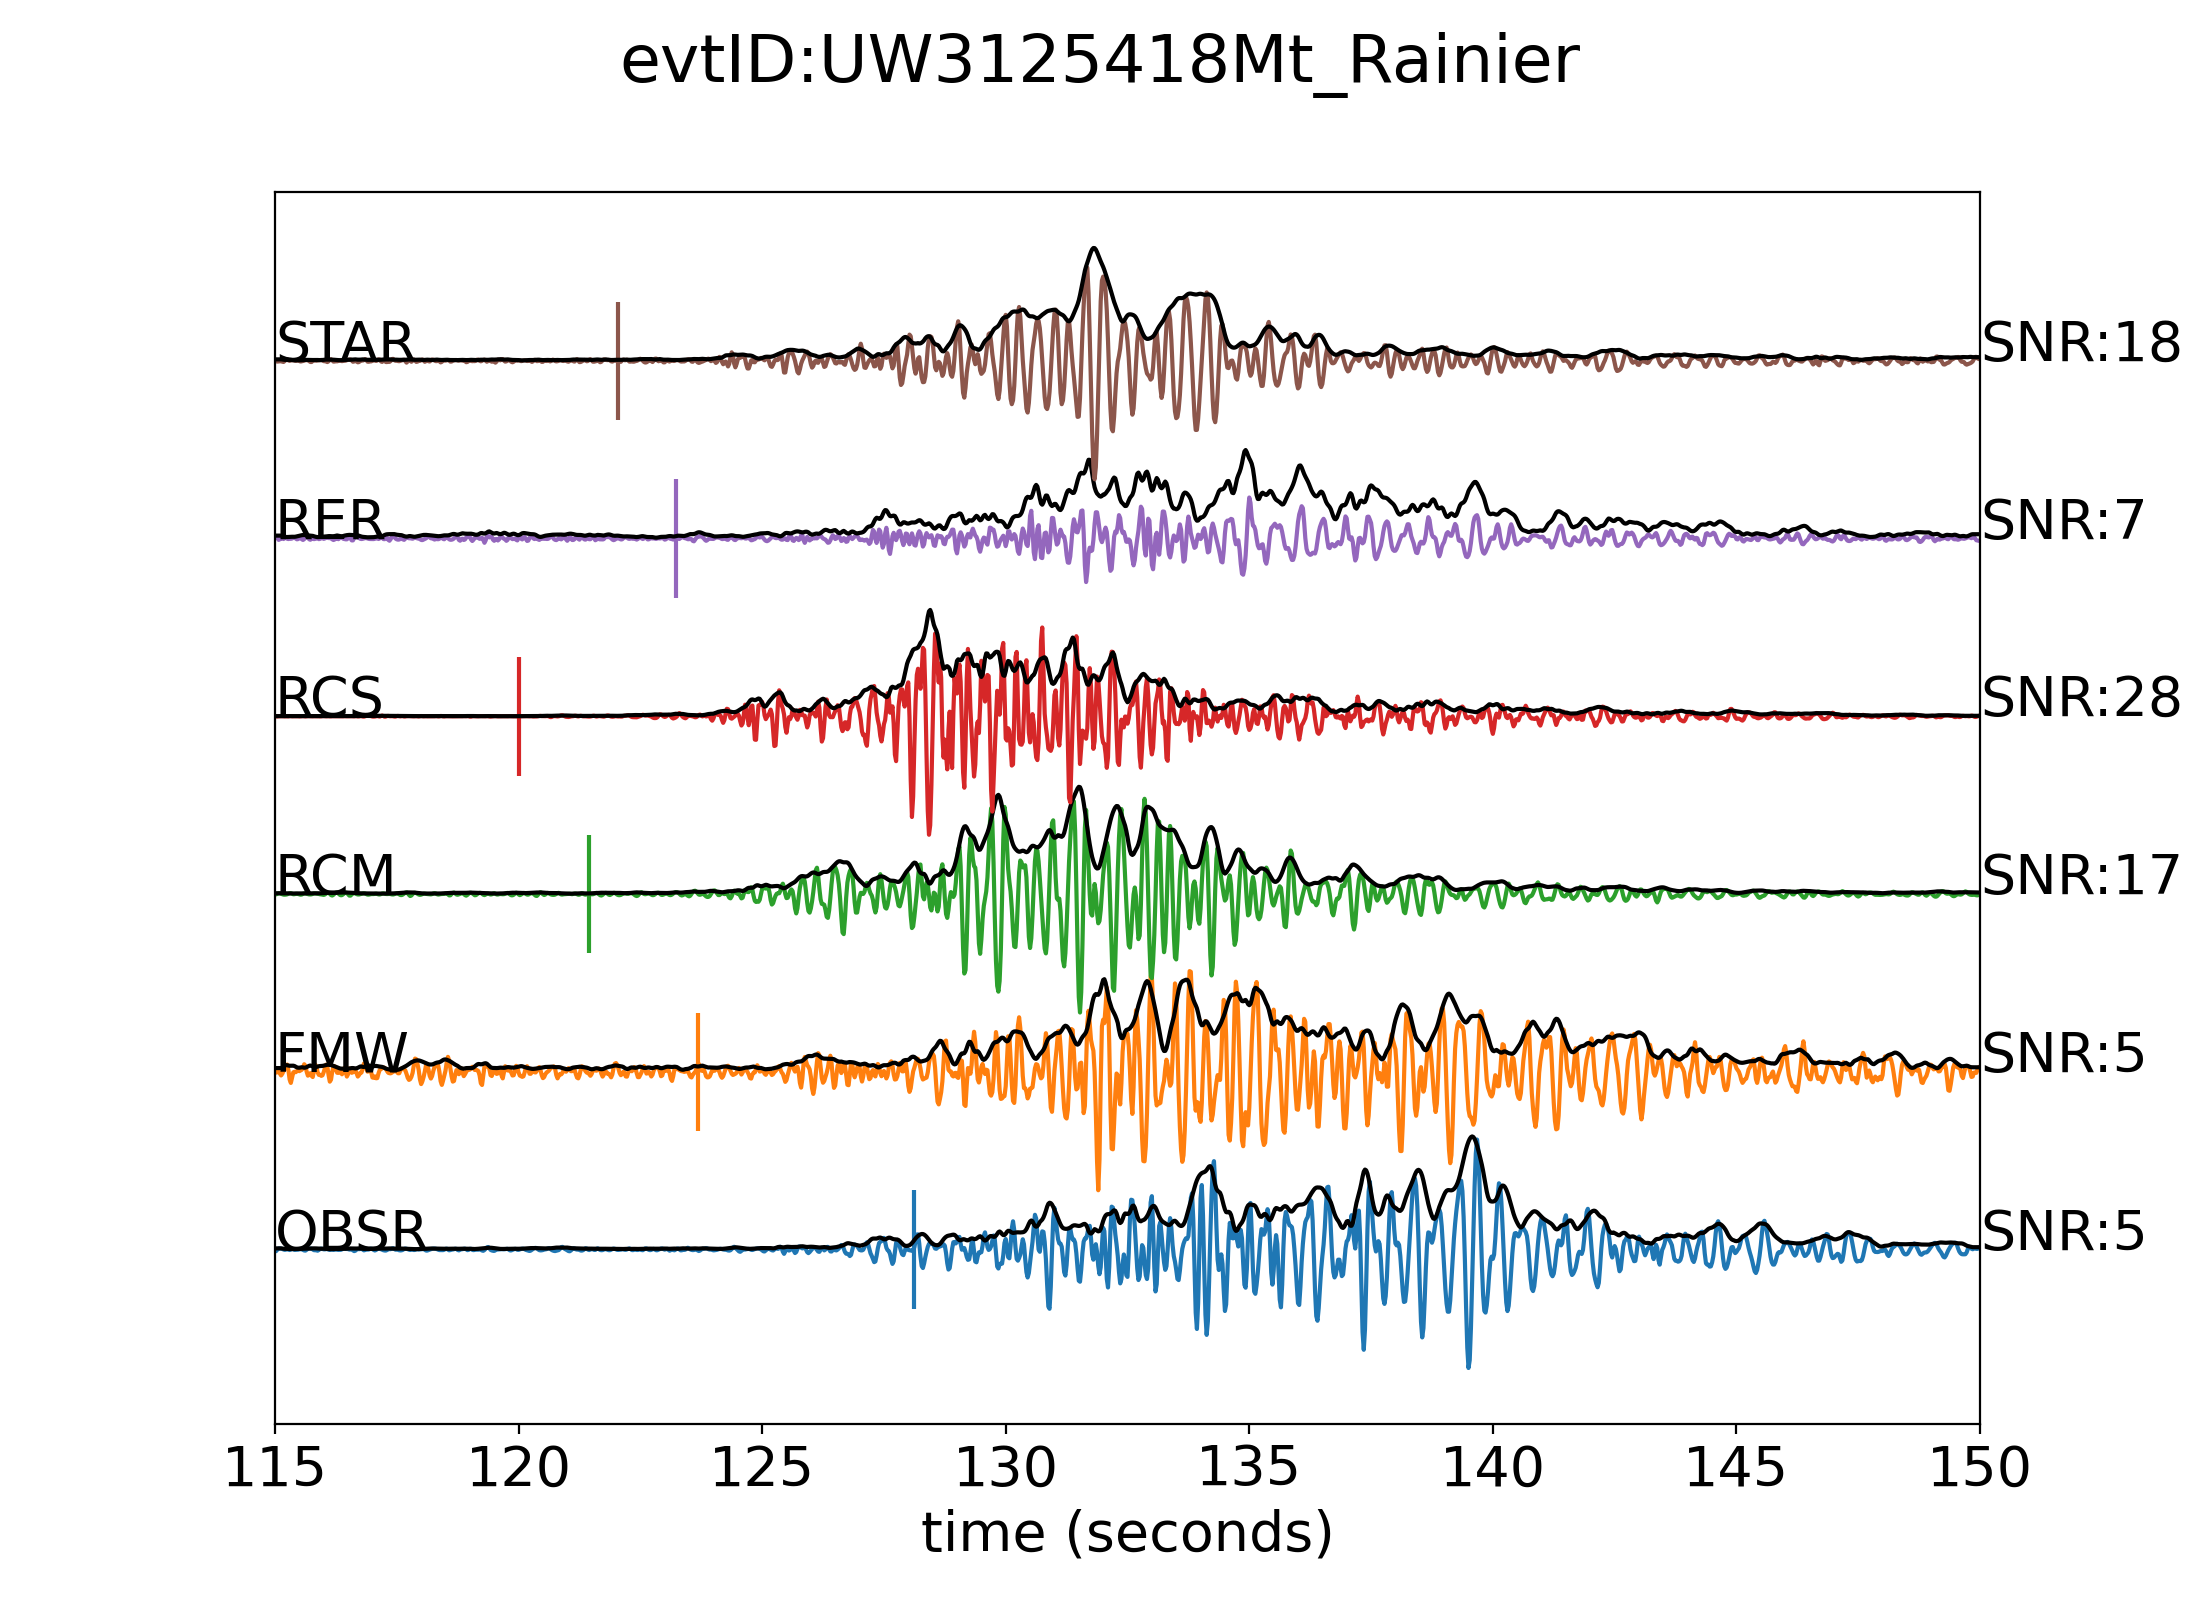 evtID:UW3125418Mt_Rainier
STAR SNR:18
RER SNR:7
RCS SNR:28
RCM SNR:17
FMW SNR:5
OBSR SNR:5
115 120 125 130 135 140 145 150
time (seconds)